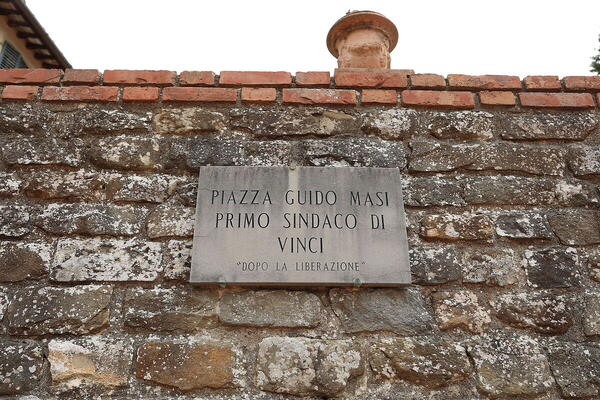 PIAZZA GUIDO MASI
PRIMO SINDACO DI
VINCI
"DOPO LA LIBERAZIONE"